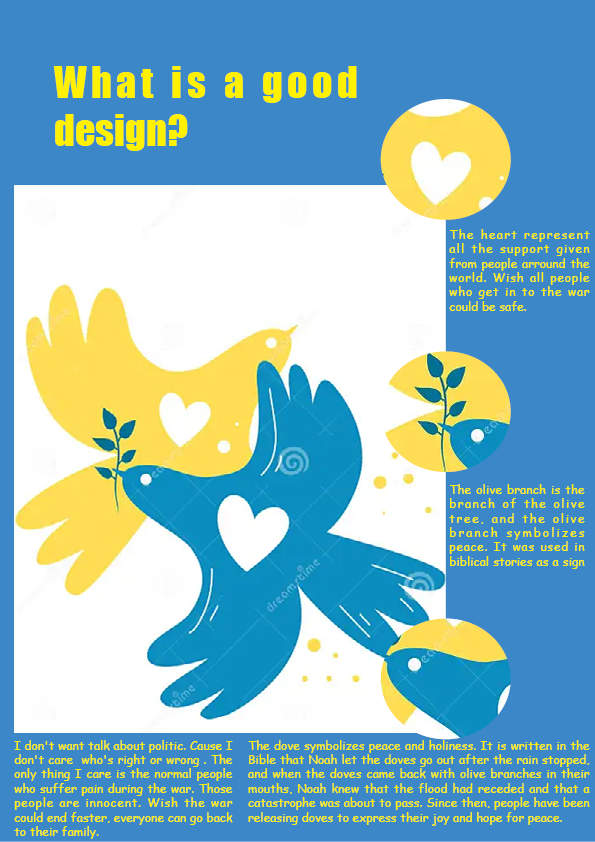 What is a good
design?
The heart represent
all the support given
from people arround the
world. Wish all people
who get in to the war
could be safe.
The olive branch is the
branch of the olive
tree, and the olive
branch symbolizes
peace. It was used in
biblical stories as a sign
dreamstime
I don't want talk about politic. Cause I
don't care who's right or wrong . The
only thing I care is the normal people
who suffer pain during the war. Those
people are innocent. Wish the war
could end faster, everyone can go back
to their family.
The dove symbolizes peace and holiness. It is written in the
Bible that Noah let the doves go out after the rain stopped,
and when the doves came back with olive branches in their
mouths, Noah knew that the flood had receded and that a
catastrophe was about to pass. Since then, people have been
releasing doves to express their joy and hope for peace.